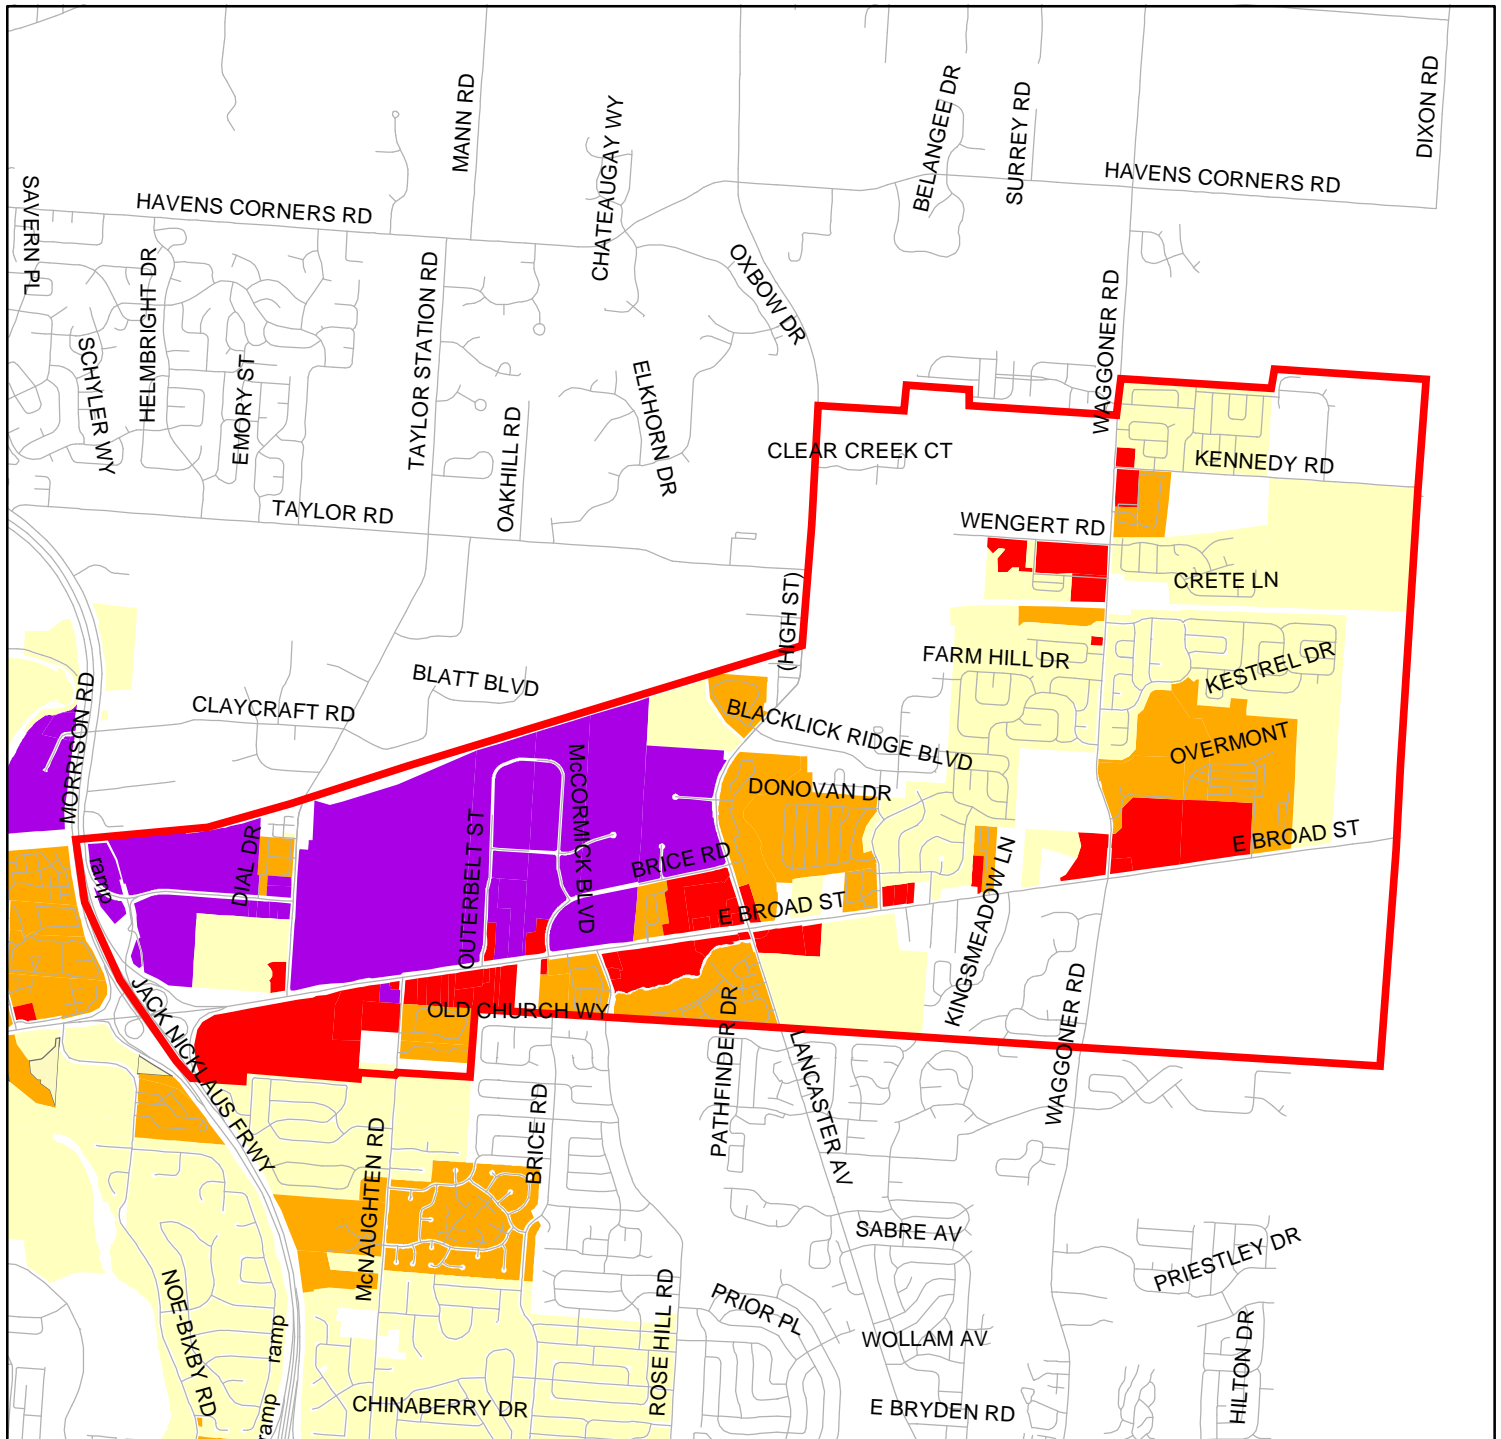 DIXON RD
MANN RD
CHATEAUGAY WY
BELANGEE DR
SURREY RD
HAVENS CORNERS RD
SAVERN PL
HAVENS CORNERS RD
HELMBRIGHT DR
TAYLOR STATION RD
OXBOW DR
WAGGONER RD
SCHYLER WY
EMORY ST
ELKHORN DR
OAKHILL RD
CLEAR CREEK CT
KENNEDY RD
TAYLOR RD
WENGERT RD
CRETE LN
(HIGH ST)
FARM HILL DR
KESTREL DR
BLATT BLVD
CLAYCRAFT RD
MORRISON RD
BLACKLICK RIDGE BLVD
OVERMONT
McCORMICK BLVD
DONOVAN DR
OUTERBELT ST
DIAL DR
ramp
BRICE RD
KINGSMEADOW LN
E BROAD ST
E BROAD ST
JACK NICKLAUS FRWY
OLD CHURCH WY
PATHFINDER DR
WAGGONER RD
LANCASTER AV
BRICE RD
McNAUGHTEN RD
SABRE AV
PRIESTLEY DR
NOE-BIXBY RD
ramp
ROSE HILL RD
PRIOR PL
WOLLAM AV
HILTON DR
ramp
CHINABERRY DR
E BRYDEN RD